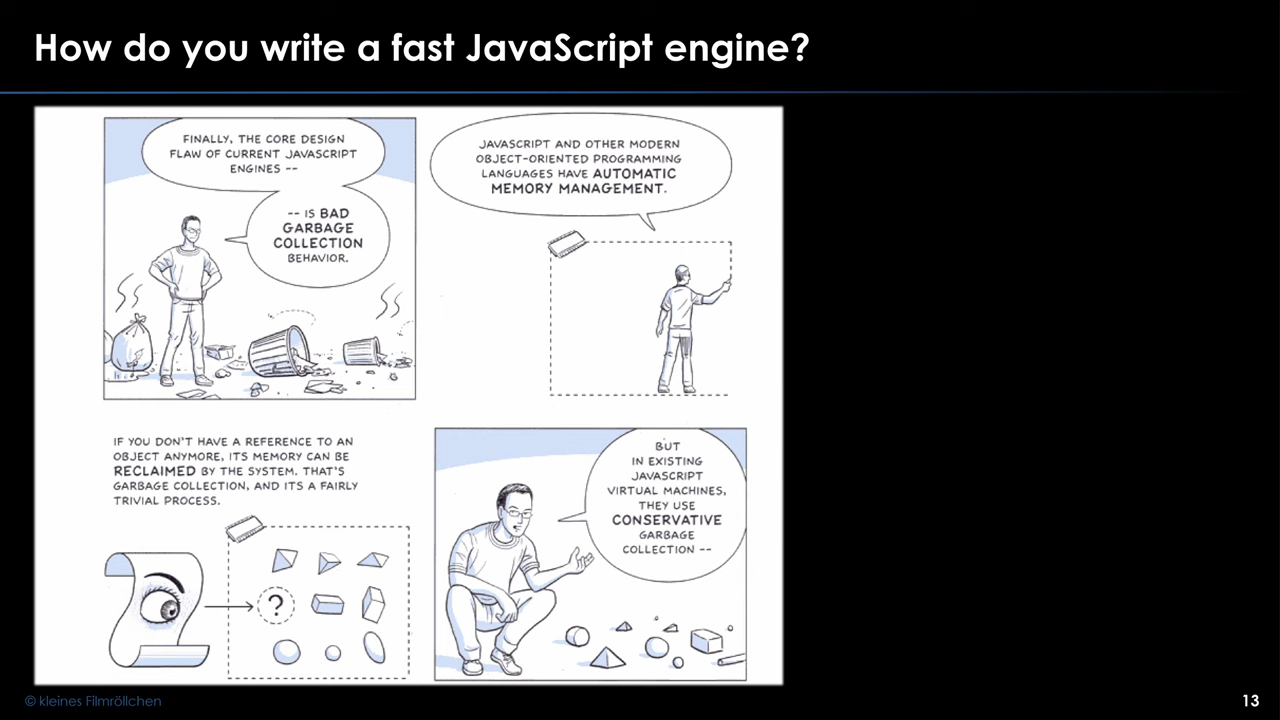 How do you write a fast JavaScript engine?
FINALLY, THE CORE DESIGN
FLAW OF CURRENT JAVASCRIPT
ENGINES --
-- IS BAD
GARBAGE
COLLECTION
BEHAVIOR.
JAVASCRIPT AND OTHER MODERN
OBJECT-ORIENTED PROGRAMMING
LANGUAGES HAVE AUTOMATIC
MEMORY MANAGEMENT.
IF YOU DON'T HAVE A REFERENCE TO AN
OBJECT ANYMORE, ITS MEMORY CAN BE
RECLAIMED BY THE SYSTEM. THAT'S
GARBAGE COLLECTION, AND ITS A FAIRLY
TRIVIAL PROCESS.
?
BUT
IN EXISTING
JAVASCRIPT
VIRTUAL MACHINES,
THEY USE
CONSERVATIVE
GARBAGE
COLLECTION --
© kleines Filmröllchen
13